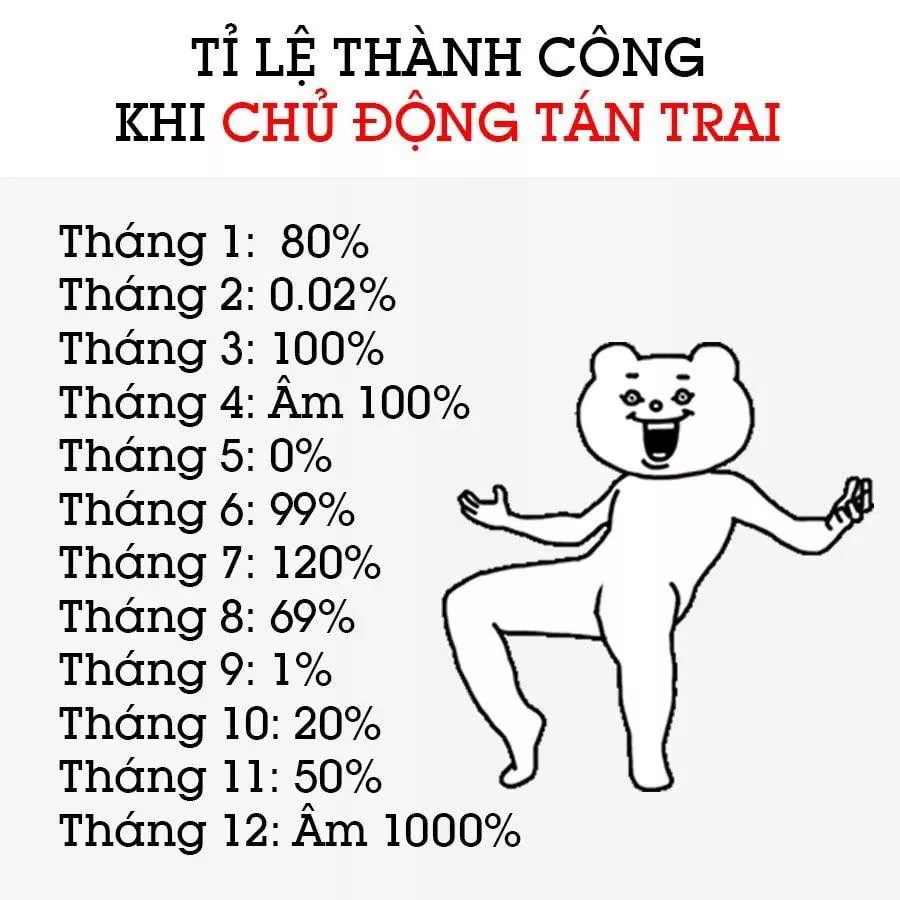 TỈ LỆ THÀNH CÔNG
KHI CHỦ ĐỘNG TÁN TRAI
Tháng 1: 80%
Tháng 2: 0.02%
Tháng 3: 100%
Tháng 4: Âm 100%
Tháng 5: 0%
Tháng 6: 99%
Tháng 7: 120%
Tháng 8: 69%
Tháng 9: 1%
Tháng 10: 20%
Tháng 11: 50%
Tháng 12: Âm 1000%